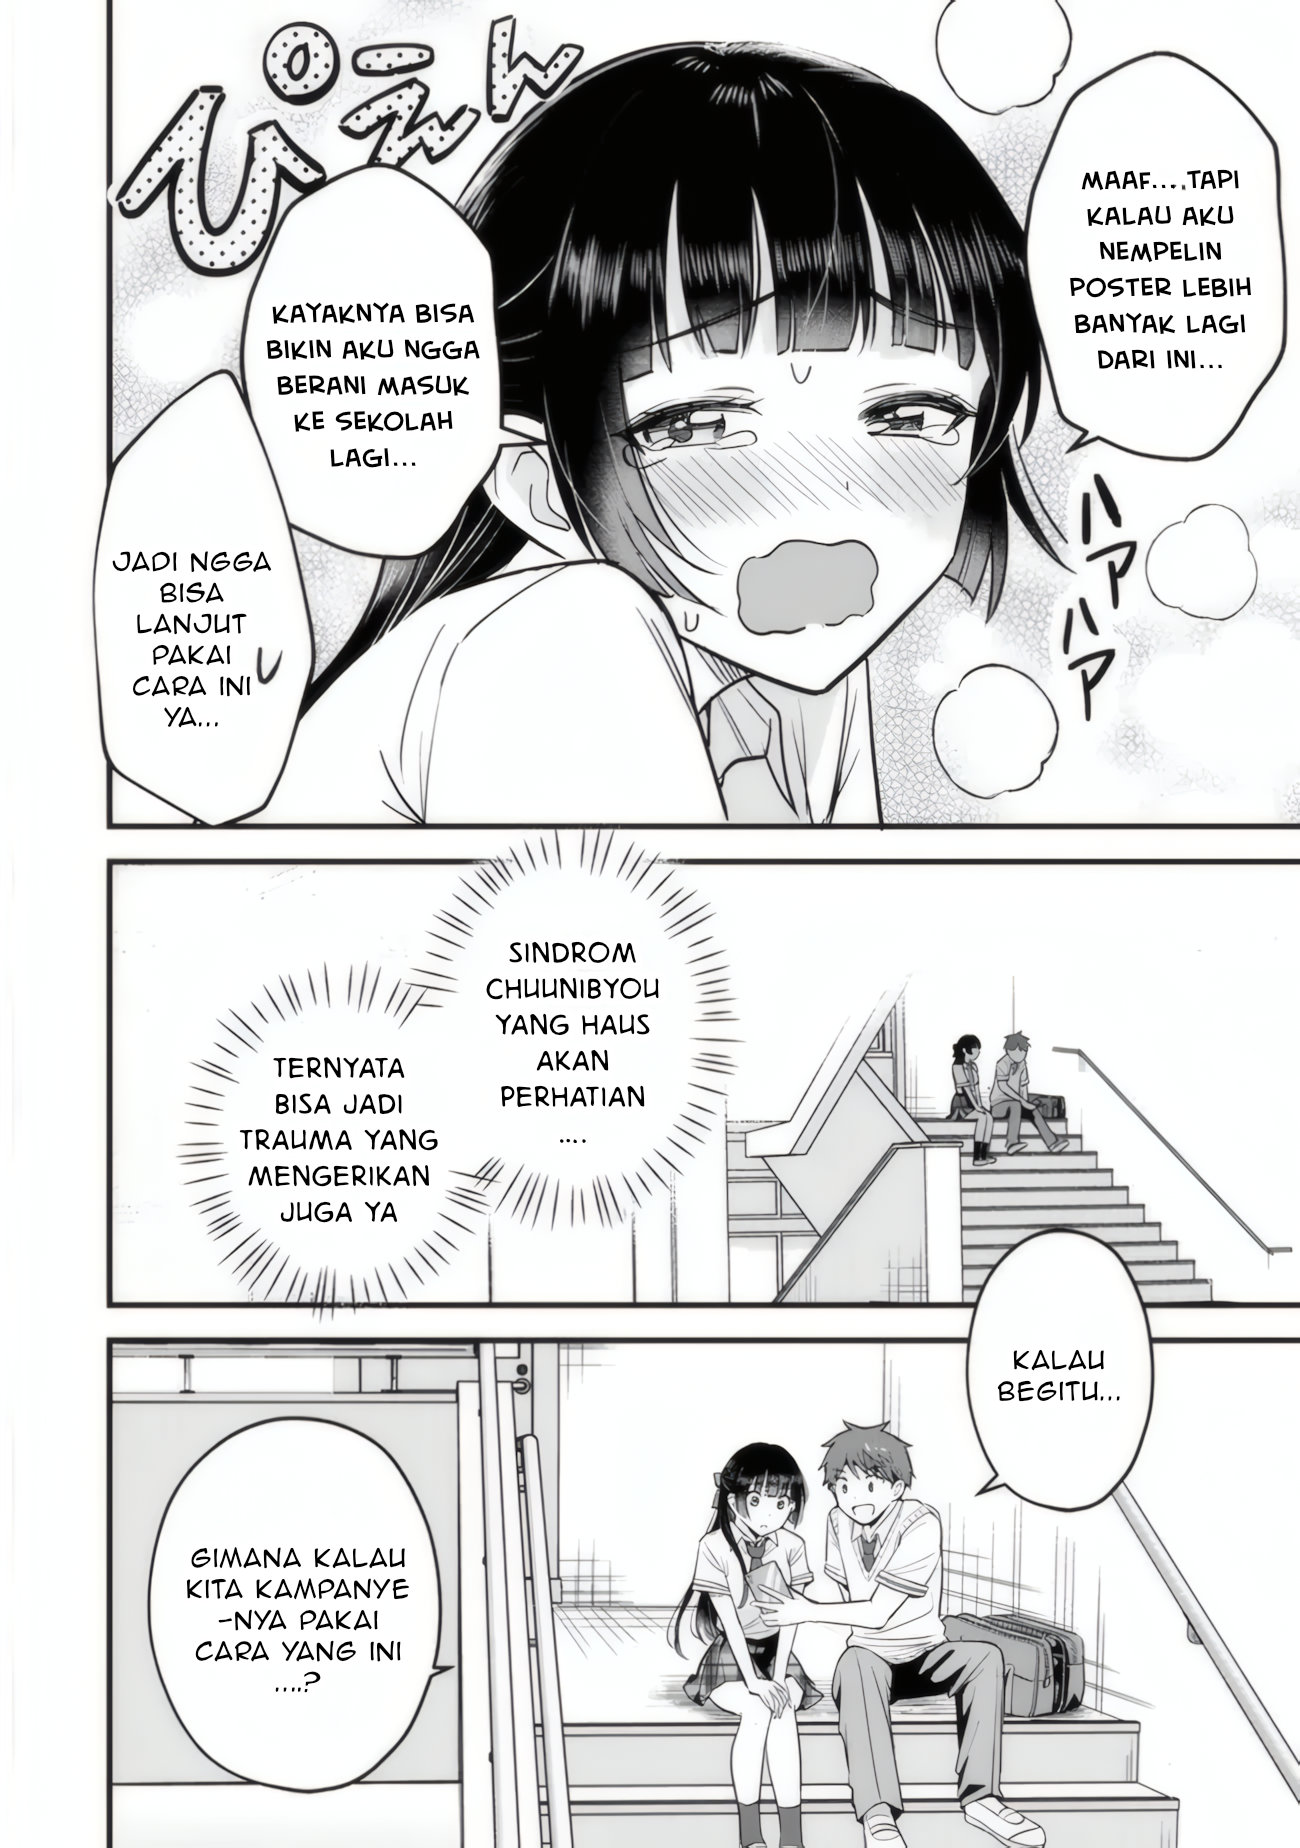 ぴえん
MAAF.... TAPI
KALAU AKU
NEMPELIN
POSTER LEBIH
BANYAK LAGI
DARI INI...
ハァ
ハァ
KAYAKNYA BISA
BIKIN AKU NGGA
BERANI MASUK
KE SEKOLAH
LAGI...
JADI NGGA
BISA
LANJUT
PAKAI
CARA INI
YA...
SINDROM
CHUUNIBYOU
YANG HAUS
AKAN
PERHATIAN
....
TERNYATA
BISA JADI
TRAUMA YANG
MENGERIKAN
JUGA YA
KALAU
BEGITU...
GIMANA KALAU
KITA KAMPANYE
-NYA PAKAI
CARA YANG INI
....?